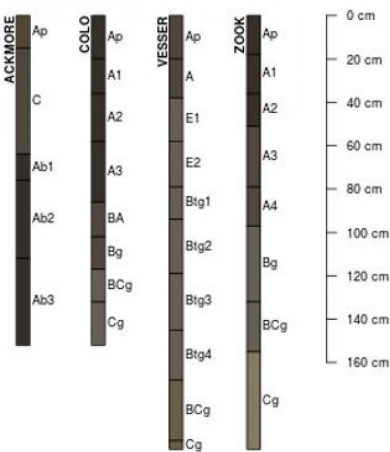 ACKMORE
Ap
C
Ab1
Ab2
Ab3
COLO
Ap
A1
A2
A3
BA
Bg
BCg
Cg
VESSER
Ap
A
E1
E2
Btg1
Btg2
Btg3
Btg4
BCg
Cg
ZOOK
Ap
A1
A2
A3
A4
Bg
BCg
Cg
0 cm
20 cm
40 cm
60 cm
80 cm
100 cm
120 cm
140 cm
160 cm